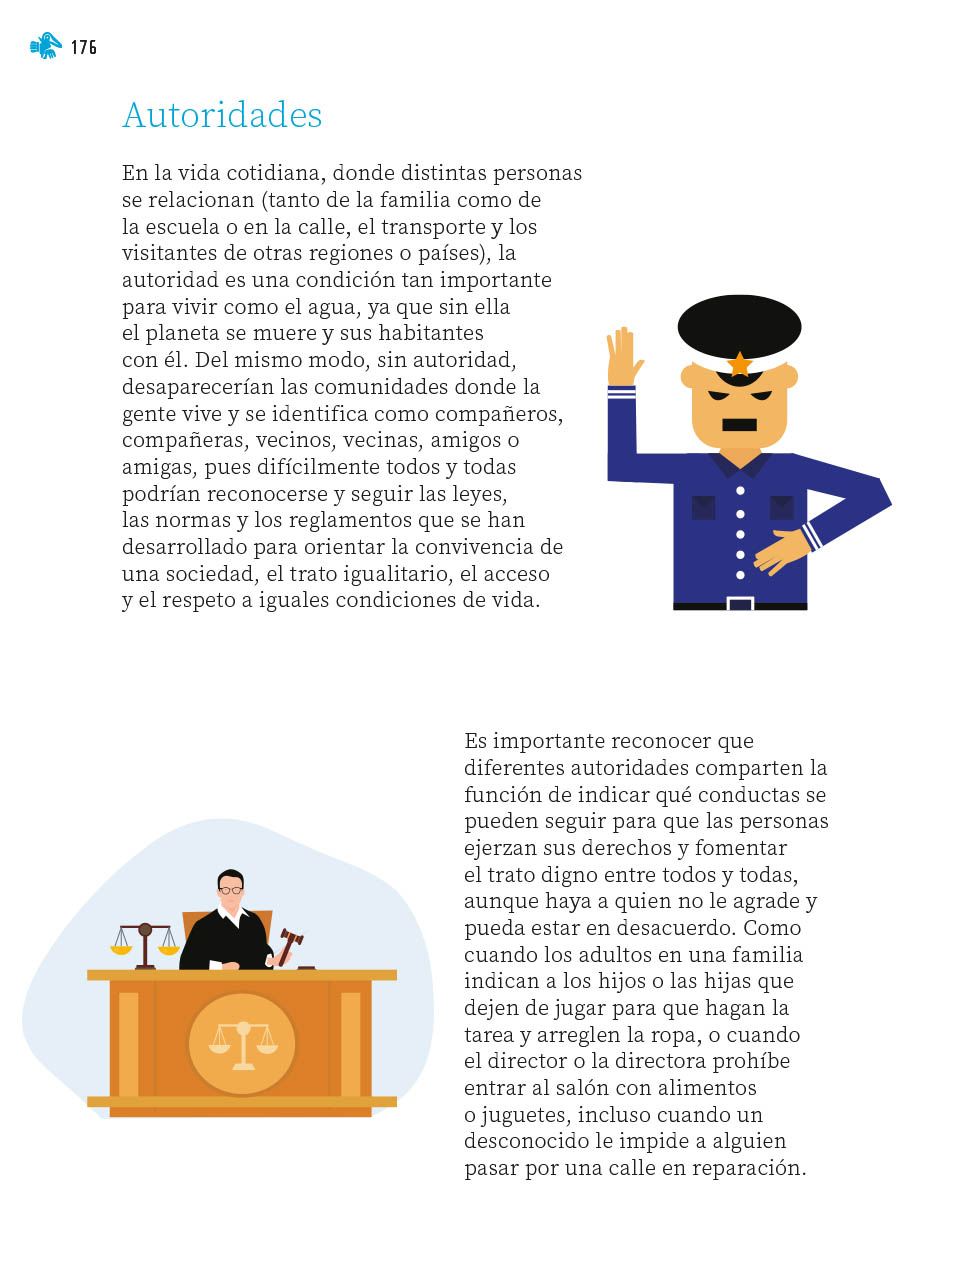 176
Autoridades
En la vida cotidiana, donde distintas personas
se relacionan (tanto de la familia como de
la escuela o en la calle, el transporte y los
visitantes de otras regiones o países), la
autoridad es una condición tan importante
para vivir como el agua, ya que sin ella
el planeta se muere y sus habitantes
con él. Del mismo modo, sin autoridad,
desaparecerían las comunidades donde la
gente vive y se identifica como compañeros,
compañeras, vecinos, vecinas, amigos o
amigas, pues difícilmente todos y todas
podrían reconocerse y seguir las leyes,
las normas y los reglamentos que se han
desarrollado para orientar la convivencia de
una sociedad, el trato igualitario, el acceso
y el respeto a iguales condiciones de vida.
Es importante reconocer que
diferentes autoridades comparten la
función de indicar qué conductas se
pueden seguir para que las personas
ejerzan sus derechos y fomentar
el trato digno entre todos y todas,
aunque haya a quien no le agrade y
pueda estar en desacuerdo. Como
cuando los adultos en una familia
indican a los hijos o las hijas que
dejen de jugar para que hagan la
tarea y arreglen la ropa, o cuando
el director o la directora prohíbe
entrar al salón con alimentos
o juguetes, incluso cuando un
desconocido le impide a alguien
pasar por una calle en reparación.